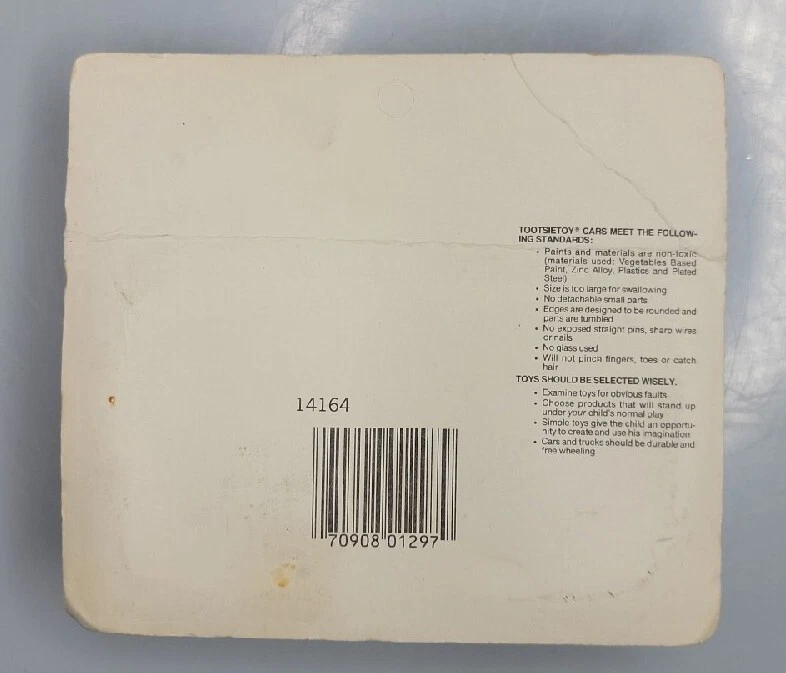 TOOTSIETOY® CARS MEET THE FOLLOW-
ING STANDARDS:
• Paints and materials are non-toxic
(materials used: Vegetables Based
Paint, Zinc Alloy, Plastics and Plated
Steel)
• Size is too large for swallowing
• No detachable small parts
• Edges are designed to be rounded and
parts are tumbled
• No exposed straight pins, sharp wires
or nails
• No glass used
• Will not pinch fingers, toes or catch
hair
TOYS SHOULD BE SELECTED WISELY.
• Examine toys for obvious faults
• Choose products that will stand up
under your child's normal play
• Simple toys give the child an opportu-
nity to create and use his imagination
• Cars and trucks should be durable and
free wheeling
14164
70908 01297